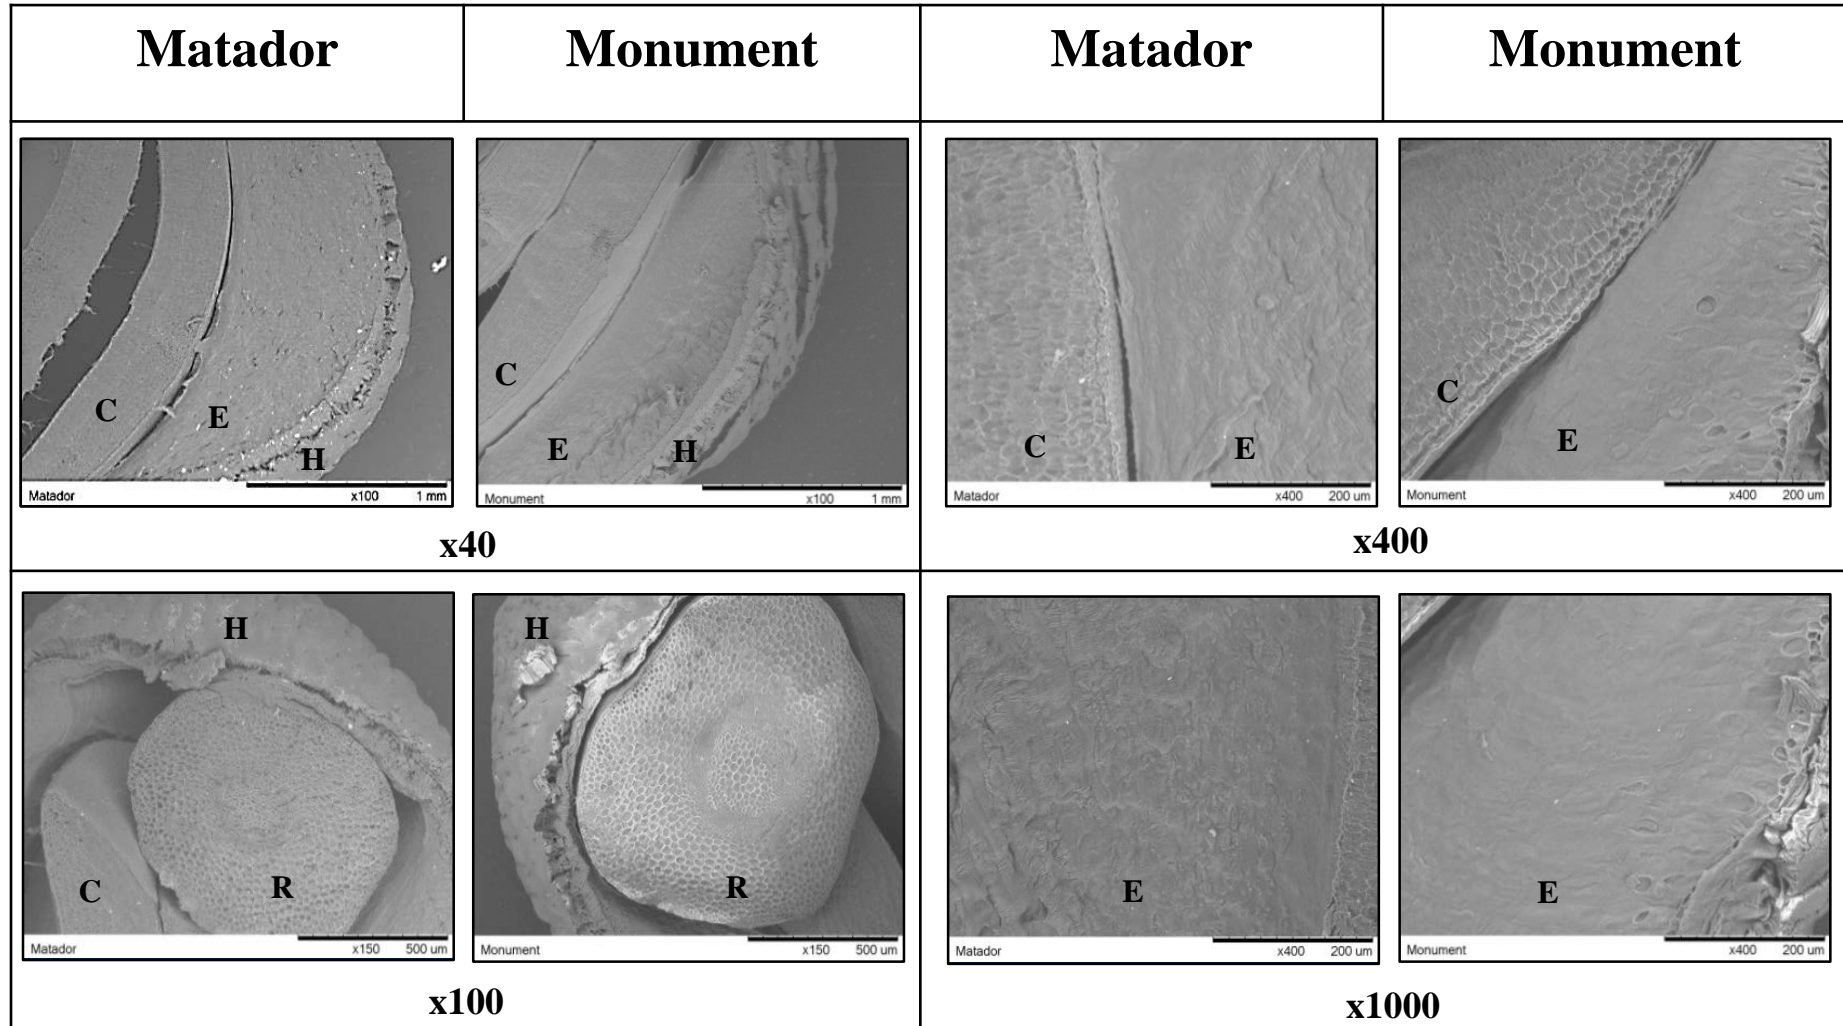 Matador Monument Matador Monument
C E H
Matador x100 1 mm
C E H
Monument x100 1 mm
C E
Matador x400 200 um
C E
Monument x400 200 um
x40 x400
H C R
Matador x150 500 um
H R
Monument x150 500 um
E
Matador x400 200 um
E
Monument x400 200 um
x100 x1000